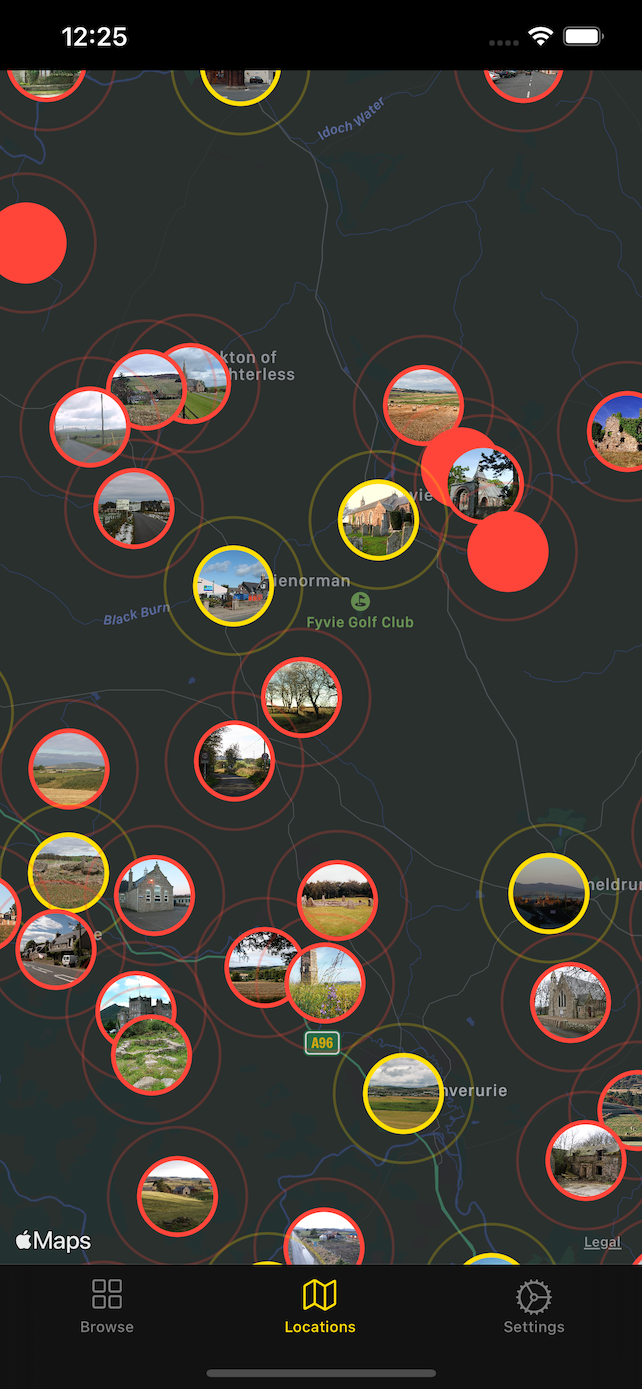 12:25
Idoch Water
kton of
hterless
vie
ienorman
Black Burn
Fyvie Golf Club
neldrur
e
A96
nverurie
Maps
Legal
Browse
Locations
Settings